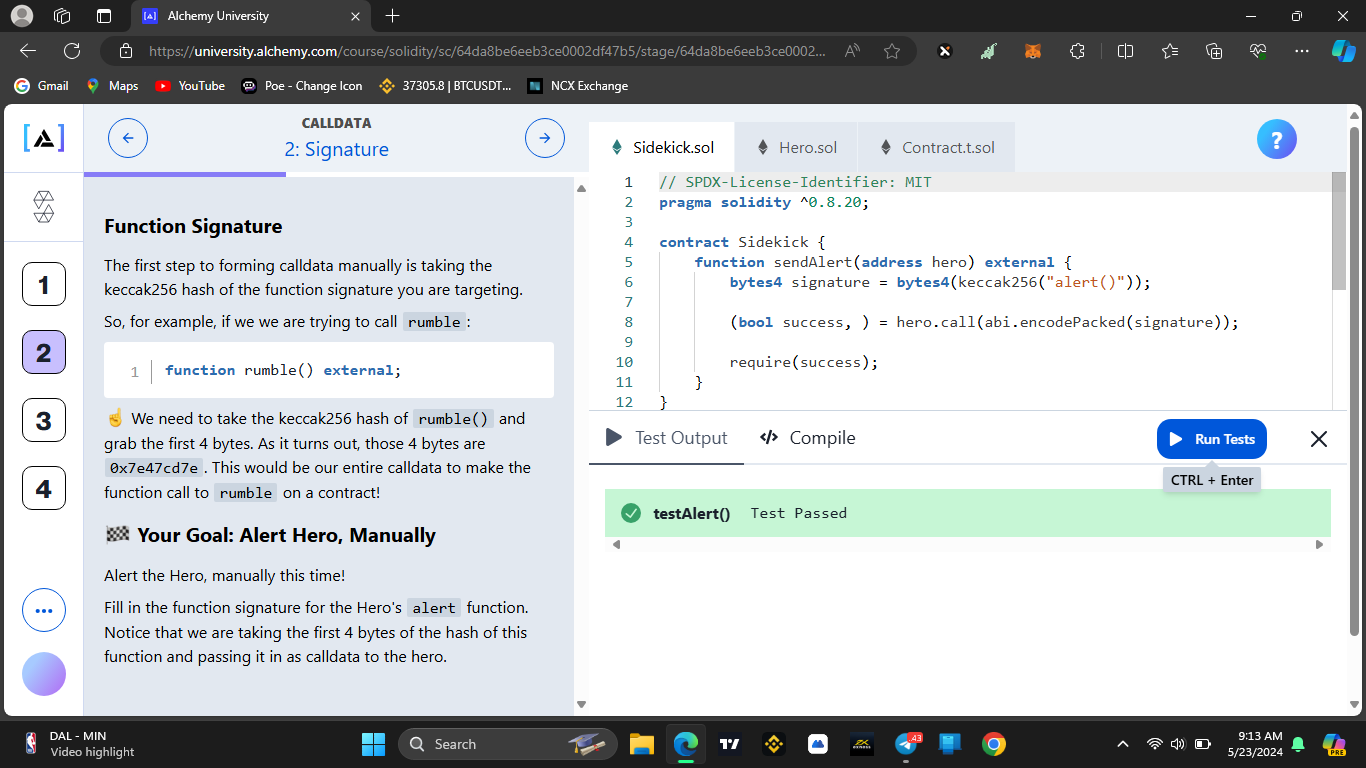 Alchemy University
https://university.alchemy.com/course/solidity/sc/64da8be6eeb3ce0002df47b5/stage/64da8be6eeb3ce0002...
Gmail
Maps
YouTube
Poe - Change Icon
37305.8 | BTCUSDT...
NCX Exchange
CALLDATA
2: Signature
1
2
3
4
Function Signature
The first step to forming calldata manually is taking the
keccak256 hash of the function signature you are targeting.
So, for example, if we we are trying to call rumble :
1 function rumble() external;
☝️ We need to take the keccak256 hash of rumble() and
grab the first 4 bytes. As it turns out, those 4 bytes are
0x7e47cd7e . This would be our entire calldata to make the
function call to rumble on a contract!
🏁 Your Goal: Alert Hero, Manually
Alert the Hero, manually this time!
Fill in the function signature for the Hero's alert function.
Notice that we are taking the first 4 bytes of the hash of this
function and passing it in as calldata to the hero.
Sidekick.sol
Hero.sol
Contract.t.sol
?
1 // SPDX-License-Identifier: MIT
2 pragma solidity ^0.8.20;
3
4 contract Sidekick {
5 function sendAlert(address hero) external {
6 bytes4 signature = bytes4(keccak256("alert()"));
7
8 (bool success, ) = hero.call(abi.encodePacked(signature));
9
10 require(success);
11 }
12 }
Test Output
Compile
Run Tests
CTRL + Enter
testAlert() Test Passed
DAL - MIN
Video highlight
Search
43
9:13 AM
5/23/2024
PRE